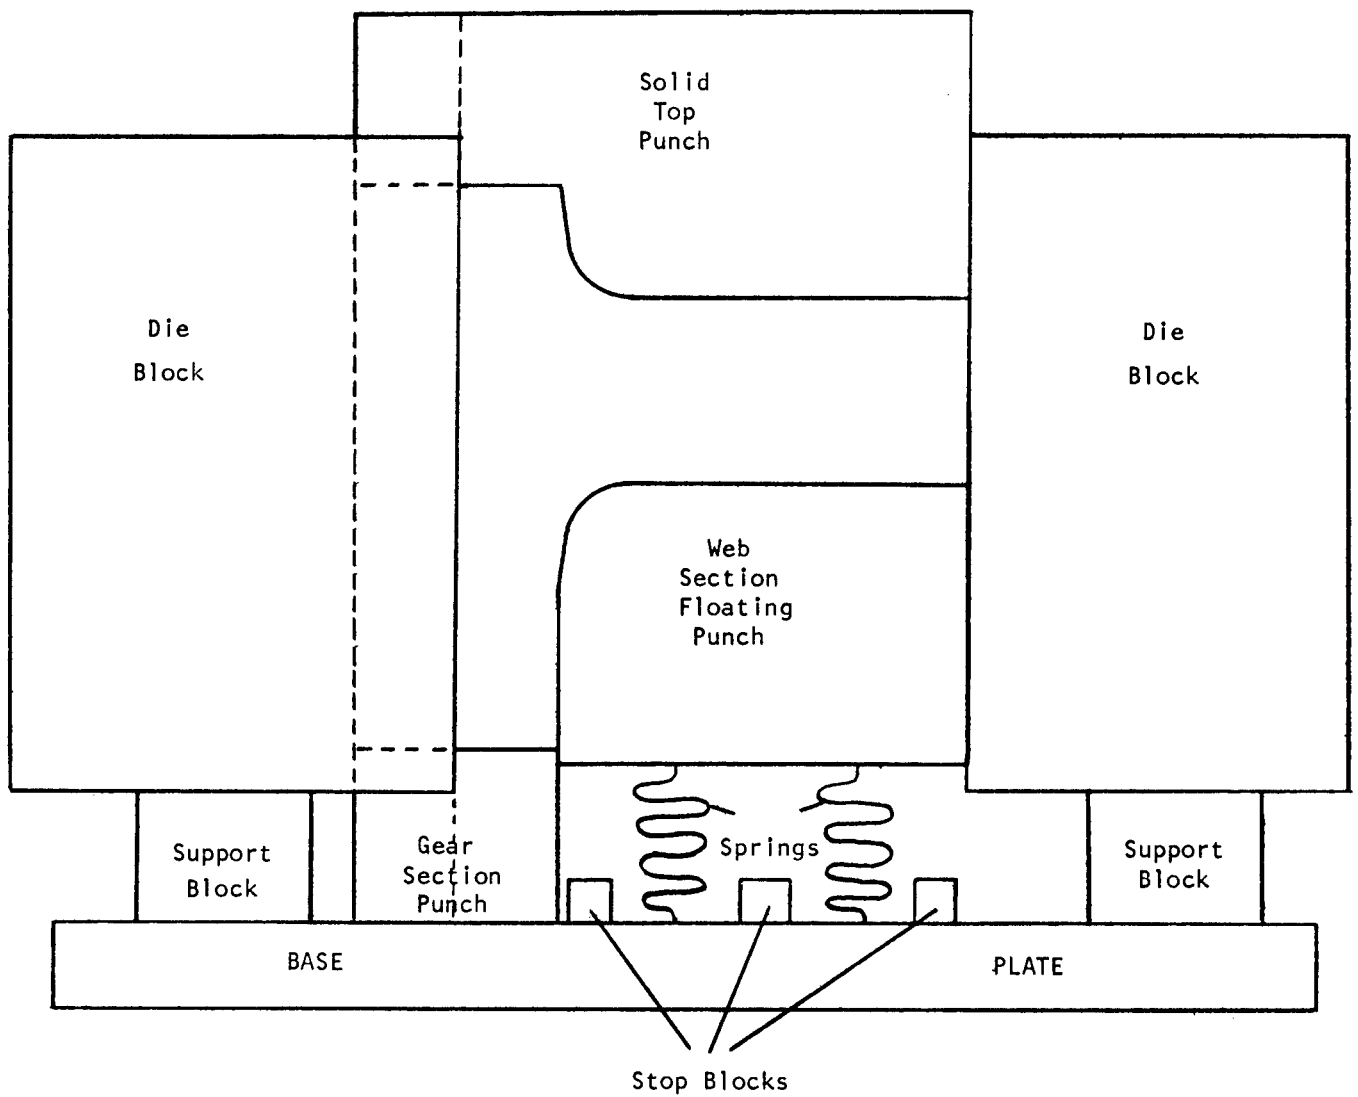 Solid
Top
Punch
Die
Block
Die
Block
Web
Section
Floating
Punch
Gear
Section
Punch
Springs
Support
Block
Support
Block
BASE
PLATE
Stop Blocks